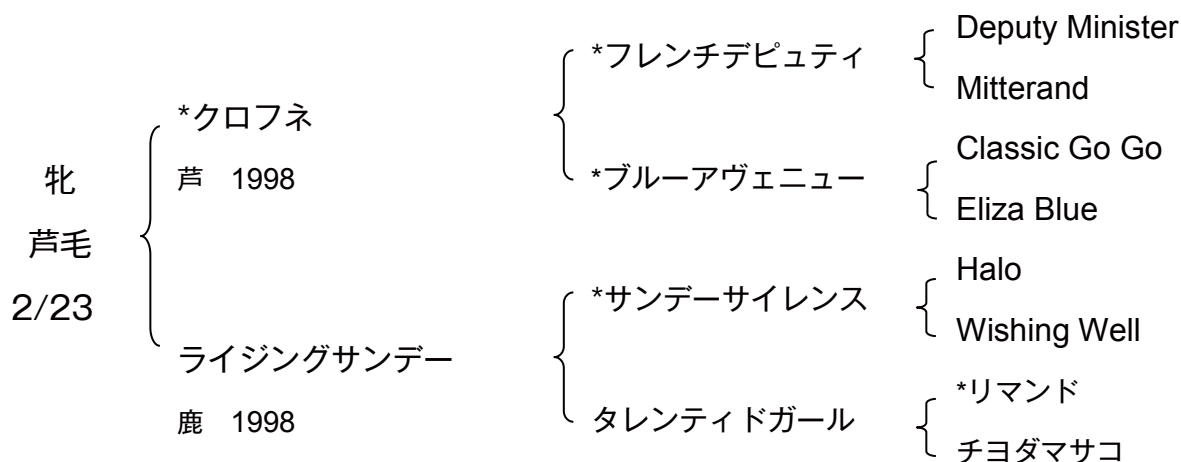 牝
芦毛
2/23
*クロフネ
芦　1998
ライジングサンデー
鹿　1998
*フレンチデピュティ
*ブルーアヴェニュー
*サンデーサイレンス
タレンティドガール
Deputy Minister
Mitterand
Classic Go Go
Eliza Blue
Halo
Wishing Well
*リマンド
チヨダマサコ